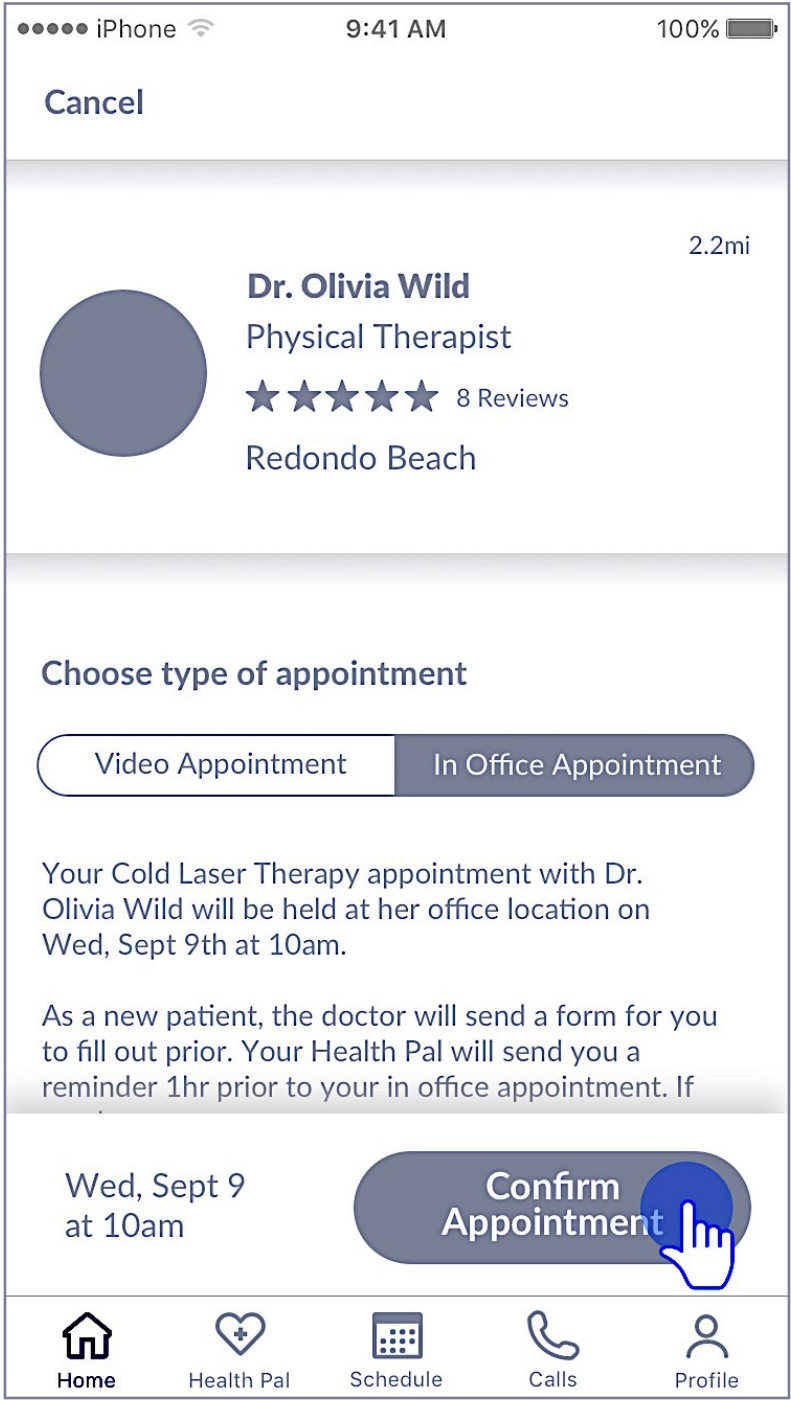 iPhone 9:41 AM 100%
Cancel
2.2mi
Dr. Olivia Wild
Physical Therapist
8 Reviews
Redondo Beach
Choose type of appointment
Video Appointment In Office Appointment
Your Cold Laser Therapy appointment with Dr.
Olivia Wild will be held at her office location on
Wed, Sept 9th at 10am.
As a new patient, the doctor will send a form for you
to fill out prior. Your Health Pal will send you a
reminder 1hr prior to your in office appointment. If
Wed, Sept 9
at 10am
Confirm
Appointment
Home Health Pal Schedule Calls Profile